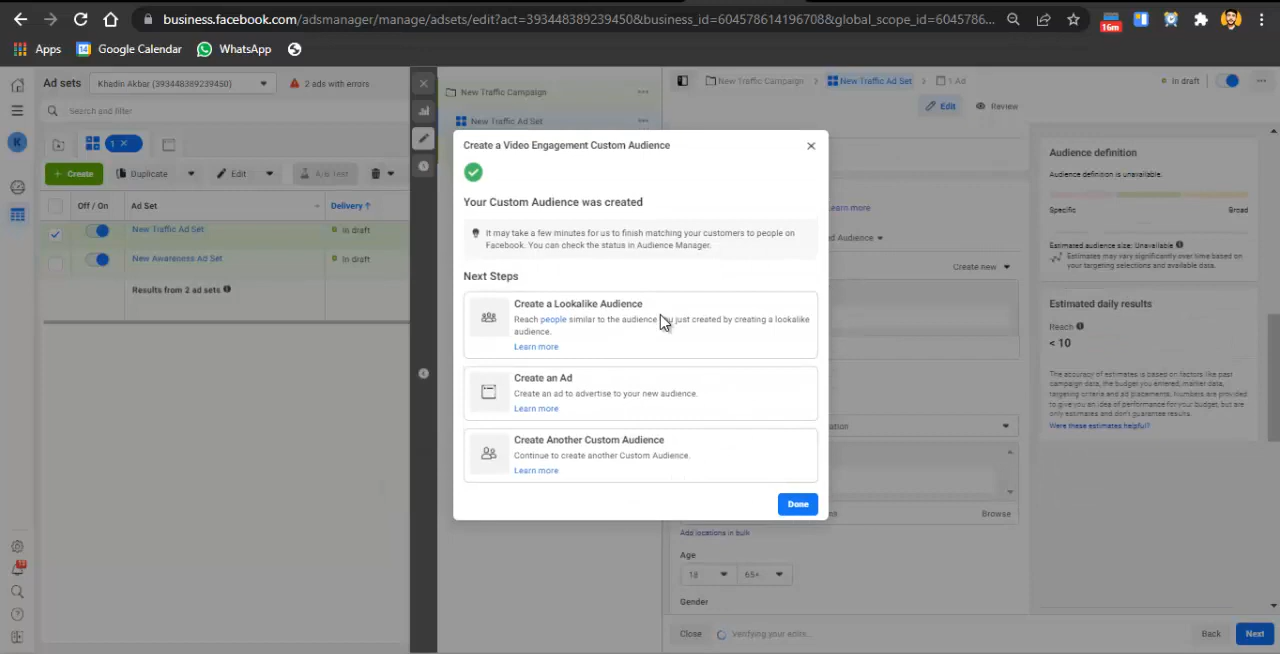 business.facebook.com/adsmanager/manage/adsets/edit?act=393448389239450&business_id=604578614196708&global_scope_id=6045786...
16m
Apps
Google Calendar
WhatsApp
Ad sets
Khadin Akbar (393448389239450)
2 ads with errors
Search and filter
1
Create
Duplicate
Edit
A/B Test
Off / On
Ad Set
Delivery
New Traffic Ad Set
In draft
New Awareness Ad Set
In draft
Results from 2 ad sets
K
New Traffic Campaign
New Traffic Ad Set
New Traffic Campaign
New Traffic Ad Set
1 Ad
In draft
Edit
Review
Create a Video Engagement Custom Audience
Your Custom Audience was created
It may take a few minutes for us to finish matching your customers to people on
Facebook. You can check the status in Audience Manager.
Next Steps
Create a Lookalike Audience
Reach people similar to the audience you just created by creating a lookalike
audience.
Learn more
Create an Ad
Create an ad to advertise to your new audience.
Learn more
Create Another Custom Audience
Continue to create another Custom Audience.
Learn more
Done
Audience
Create new
Browse
Add locations in bulk
Age
18
65+
Gender
Close
Verifying your edits...
Back
Next
Audience definition
Audience definition is unavailable.
Specific
Broad
Estimated audience size: Unavailable
Estimates may vary significantly over time based on
your targeting selections and available data.
Estimated daily results
Reach
< 10
The accuracy of estimates is based on factors like past
campaign data, the budget you entered, market data,
targeting criteria and ad placements. Numbers are provided
to give you an idea of performance for your budget, but are
only estimates and don't guarantee results.
Were these estimates helpful?